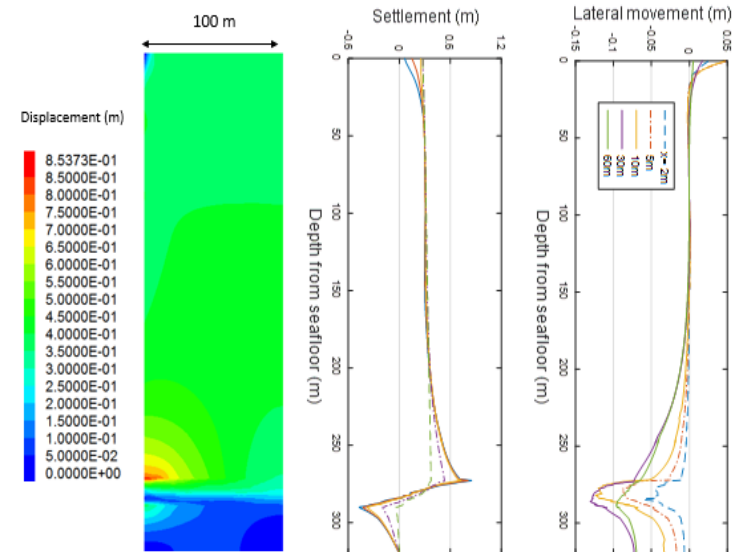 100 m
Displacement (m)
8.5373E-01
8.5000E-01
8.0000E-01
7.5000E-01
7.0000E-01
6.5000E-01
6.0000E-01
5.5000E-01
5.0000E-01
4.5000E-01
4.0000E-01
3.5000E-01
3.0000E-01
2.5000E-01
2.0000E-01
1.5000E-01
1.0000E-01
5.0000E-02
0.0000E+00
Settlement (m)
-0.6 0 0.6 1.2
0
50
100
150
200
250
300
Depth from seafloor (m)
Lateral movement (m)
-0.15 -0.1 -0.05 0 0.05
0
50
100
150
200
250
300
Depth from seafloor (m)
x= 2m
5m
10m
30m
60m